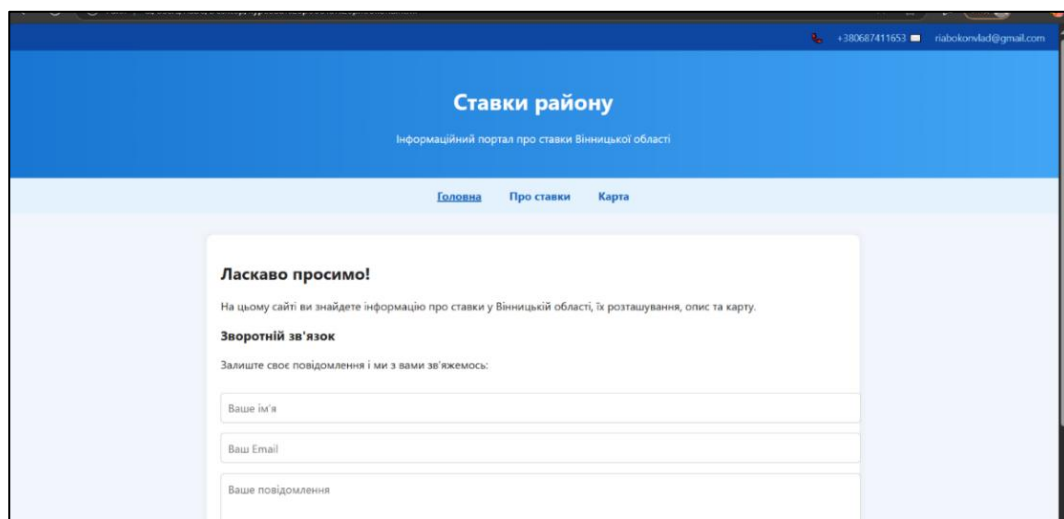 +380687411653 riabokonvlad@gmail.com
Ставки району
Інформаційний портал про ставки Вінницької області
Головна Про ставки Карта
Ласкаво просимо!
На цьому сайті ви знайдете інформацію про ставки у Вінницькій області, їх розташування, опис та карту.
Зворотній зв'язок
Залиште своє повідомлення і ми з вами зв'яжемось:
Ваше ім'я
Ваш Email
Ваше повідомлення